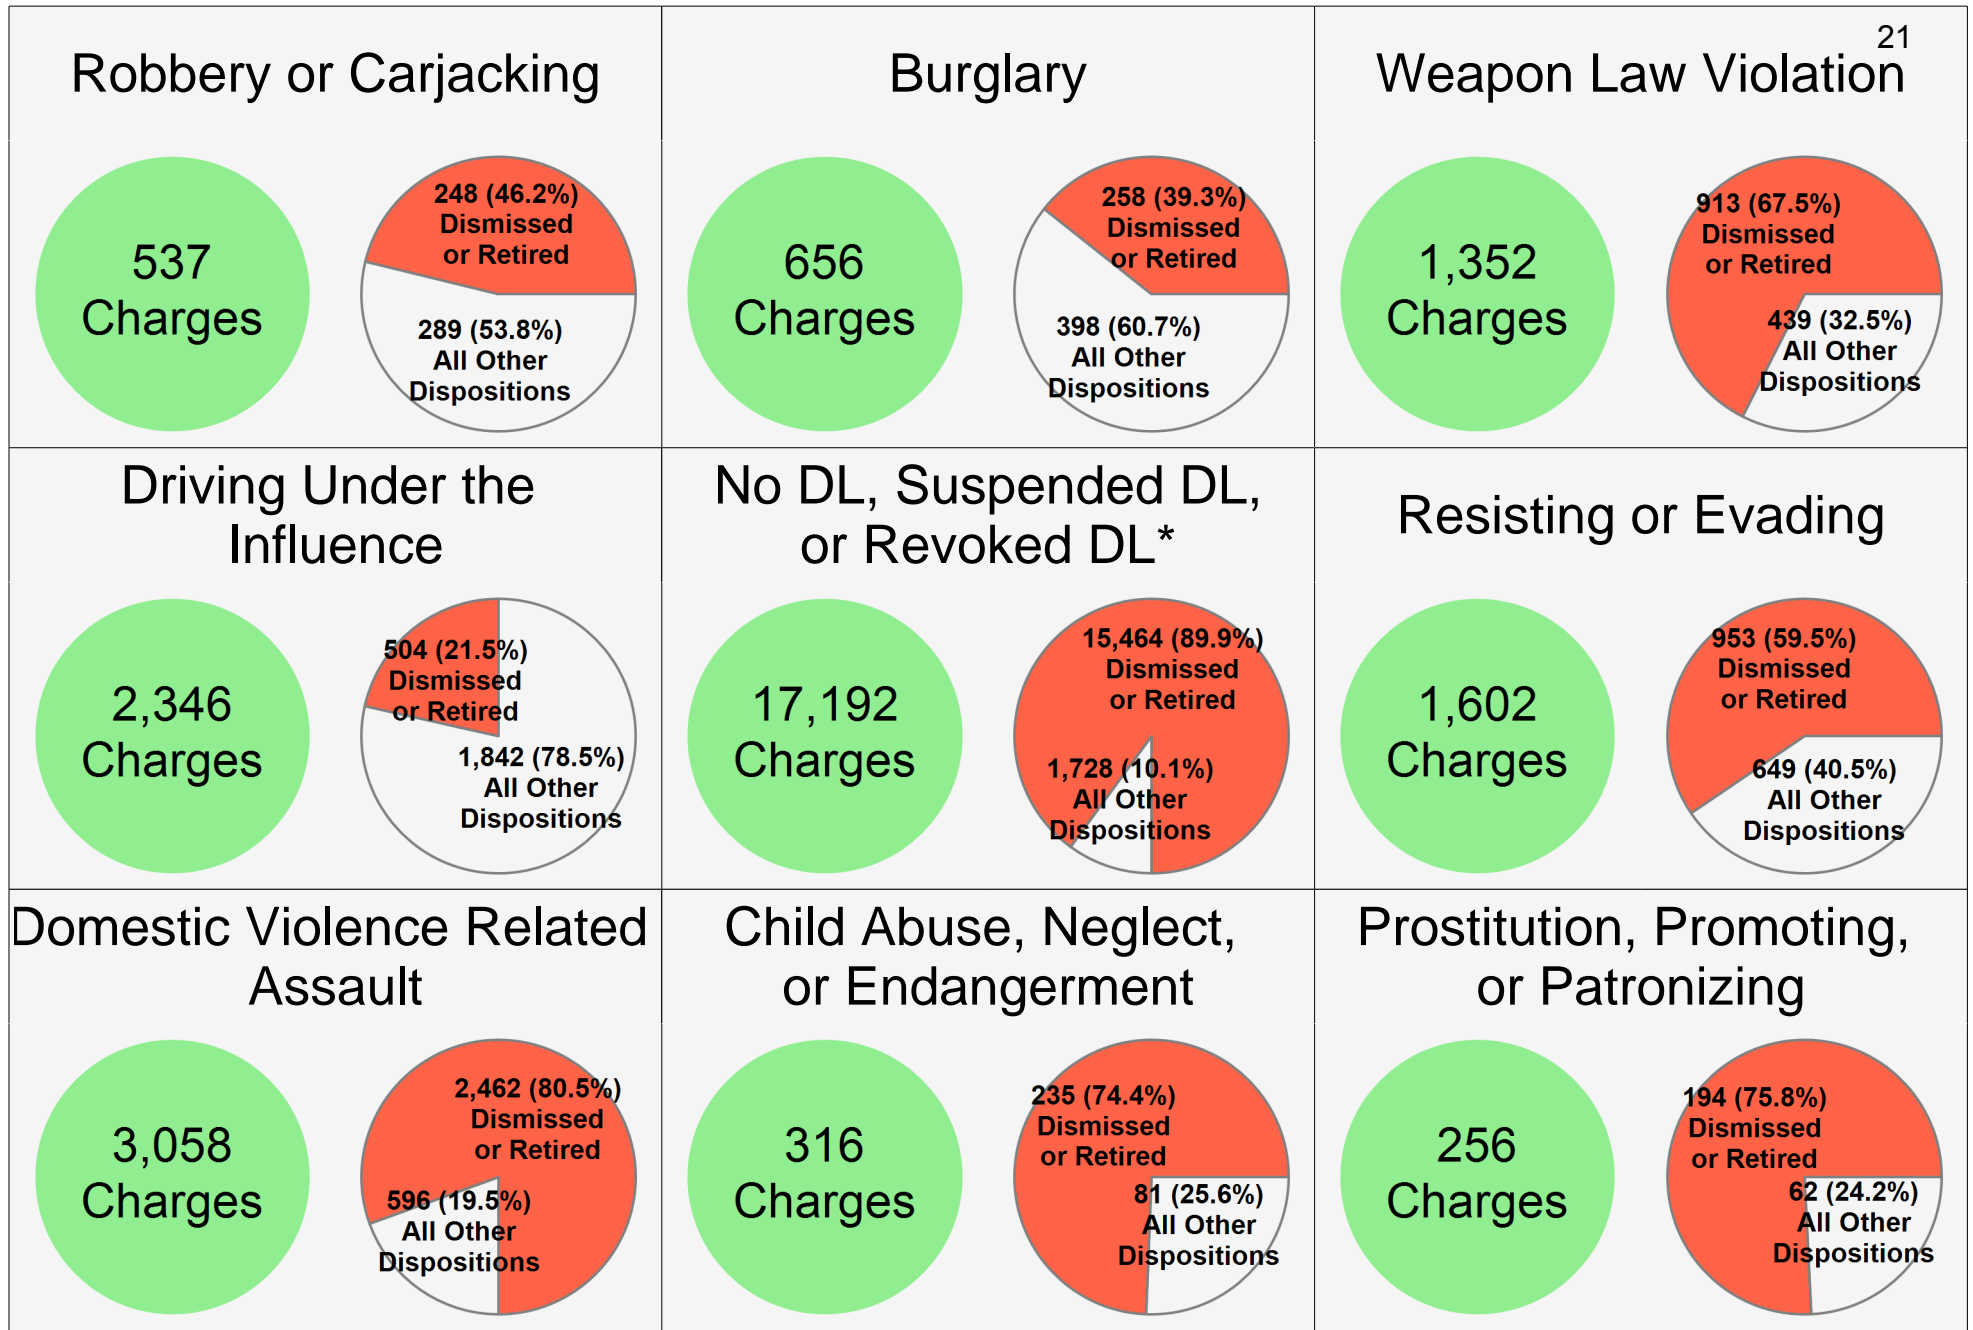 21
Robbery or Carjacking
537
Charges
248 (46.2%)
Dismissed
or Retired
289 (53.8%)
All Other
Dispositions
Burglary
656
Charges
258 (39.3%)
Dismissed
or Retired
398 (60.7%)
All Other
Dispositions
Weapon Law Violation
1,352
Charges
913 (67.5%)
Dismissed
or Retired
439 (32.5%)
All Other
Dispositions
Driving Under the
Influence
2,346
Charges
504 (21.5%)
Dismissed
or Retired
1,842 (78.5%)
All Other
Dispositions
No DL, Suspended DL,
or Revoked DL*
17,192
Charges
15,464 (89.9%)
Dismissed
or Retired
1,728 (10.1%)
All Other
Dispositions
Resisting or Evading
1,602
Charges
953 (59.5%)
Dismissed
or Retired
649 (40.5%)
All Other
Dispositions
Domestic Violence Related
Assault
3,058
Charges
2,462 (80.5%)
Dismissed
or Retired
596 (19.5%)
All Other
Dispositions
Child Abuse, Neglect,
or Endangerment
316
Charges
235 (74.4%)
Dismissed
or Retired
81 (25.6%)
All Other
Dispositions
Prostitution, Promoting,
or Patronizing
256
Charges
194 (75.8%)
Dismissed
or Retired
62 (24.2%)
All Other
Dispositions